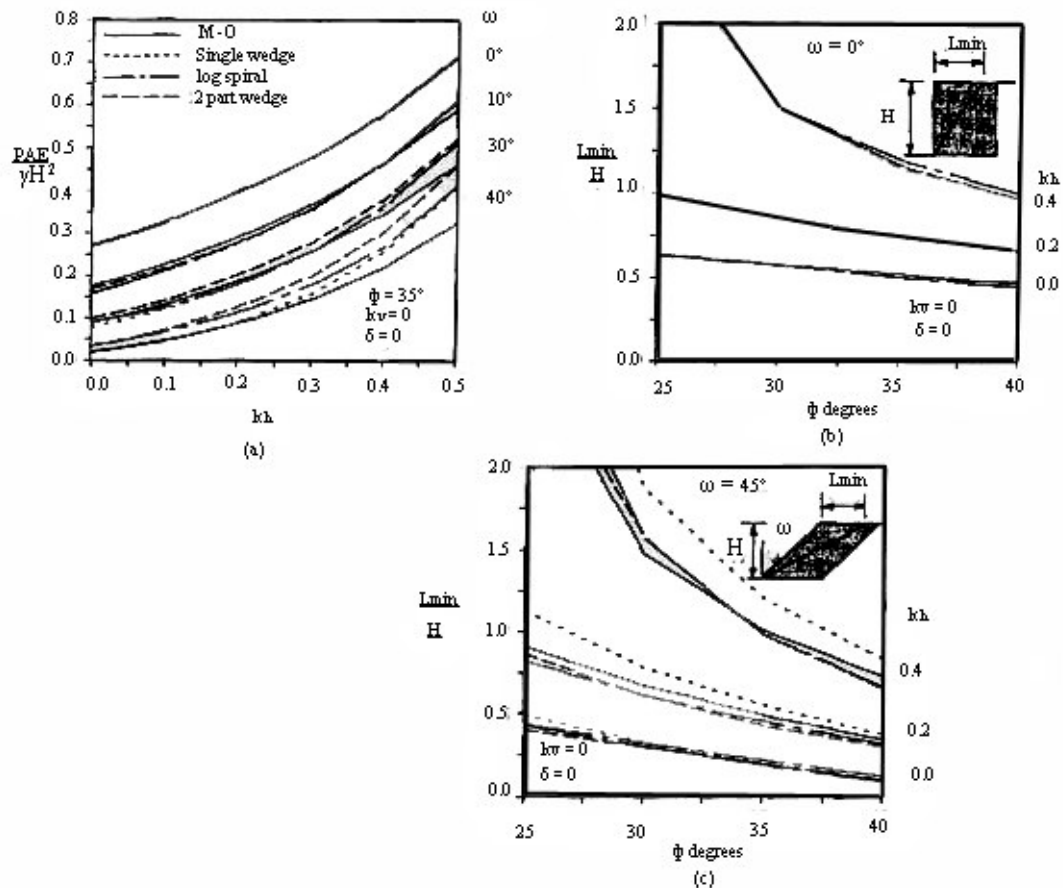 0.8
0.7
0.6
0.5
0.4
0.3
0.2
0.1
0.0
PAE
γH²
M - O
Single wedge
log spiral
2 part wedge
ω
0°
10°
30°
40°
ϕ = 35°
kv = 0
δ = 0
0.0 0.1 0.2 0.3 0.4 0.5
kh
(a)
2.0
1.5
1.0
0.5
0.0
Lmin
H
ω = 0°
Lmin
H
kh
0.4
0.2
0.0
kv = 0
δ = 0
25 30 35 40
ϕ degrees
(b)
2.0
1.5
1.0
0.5
0.0
Lmin
H
ω = 45°
Lmin
H
ω
kh
0.4
0.2
0.0
kv = 0
δ = 0
25 30 35 40
ϕ degrees
(c)